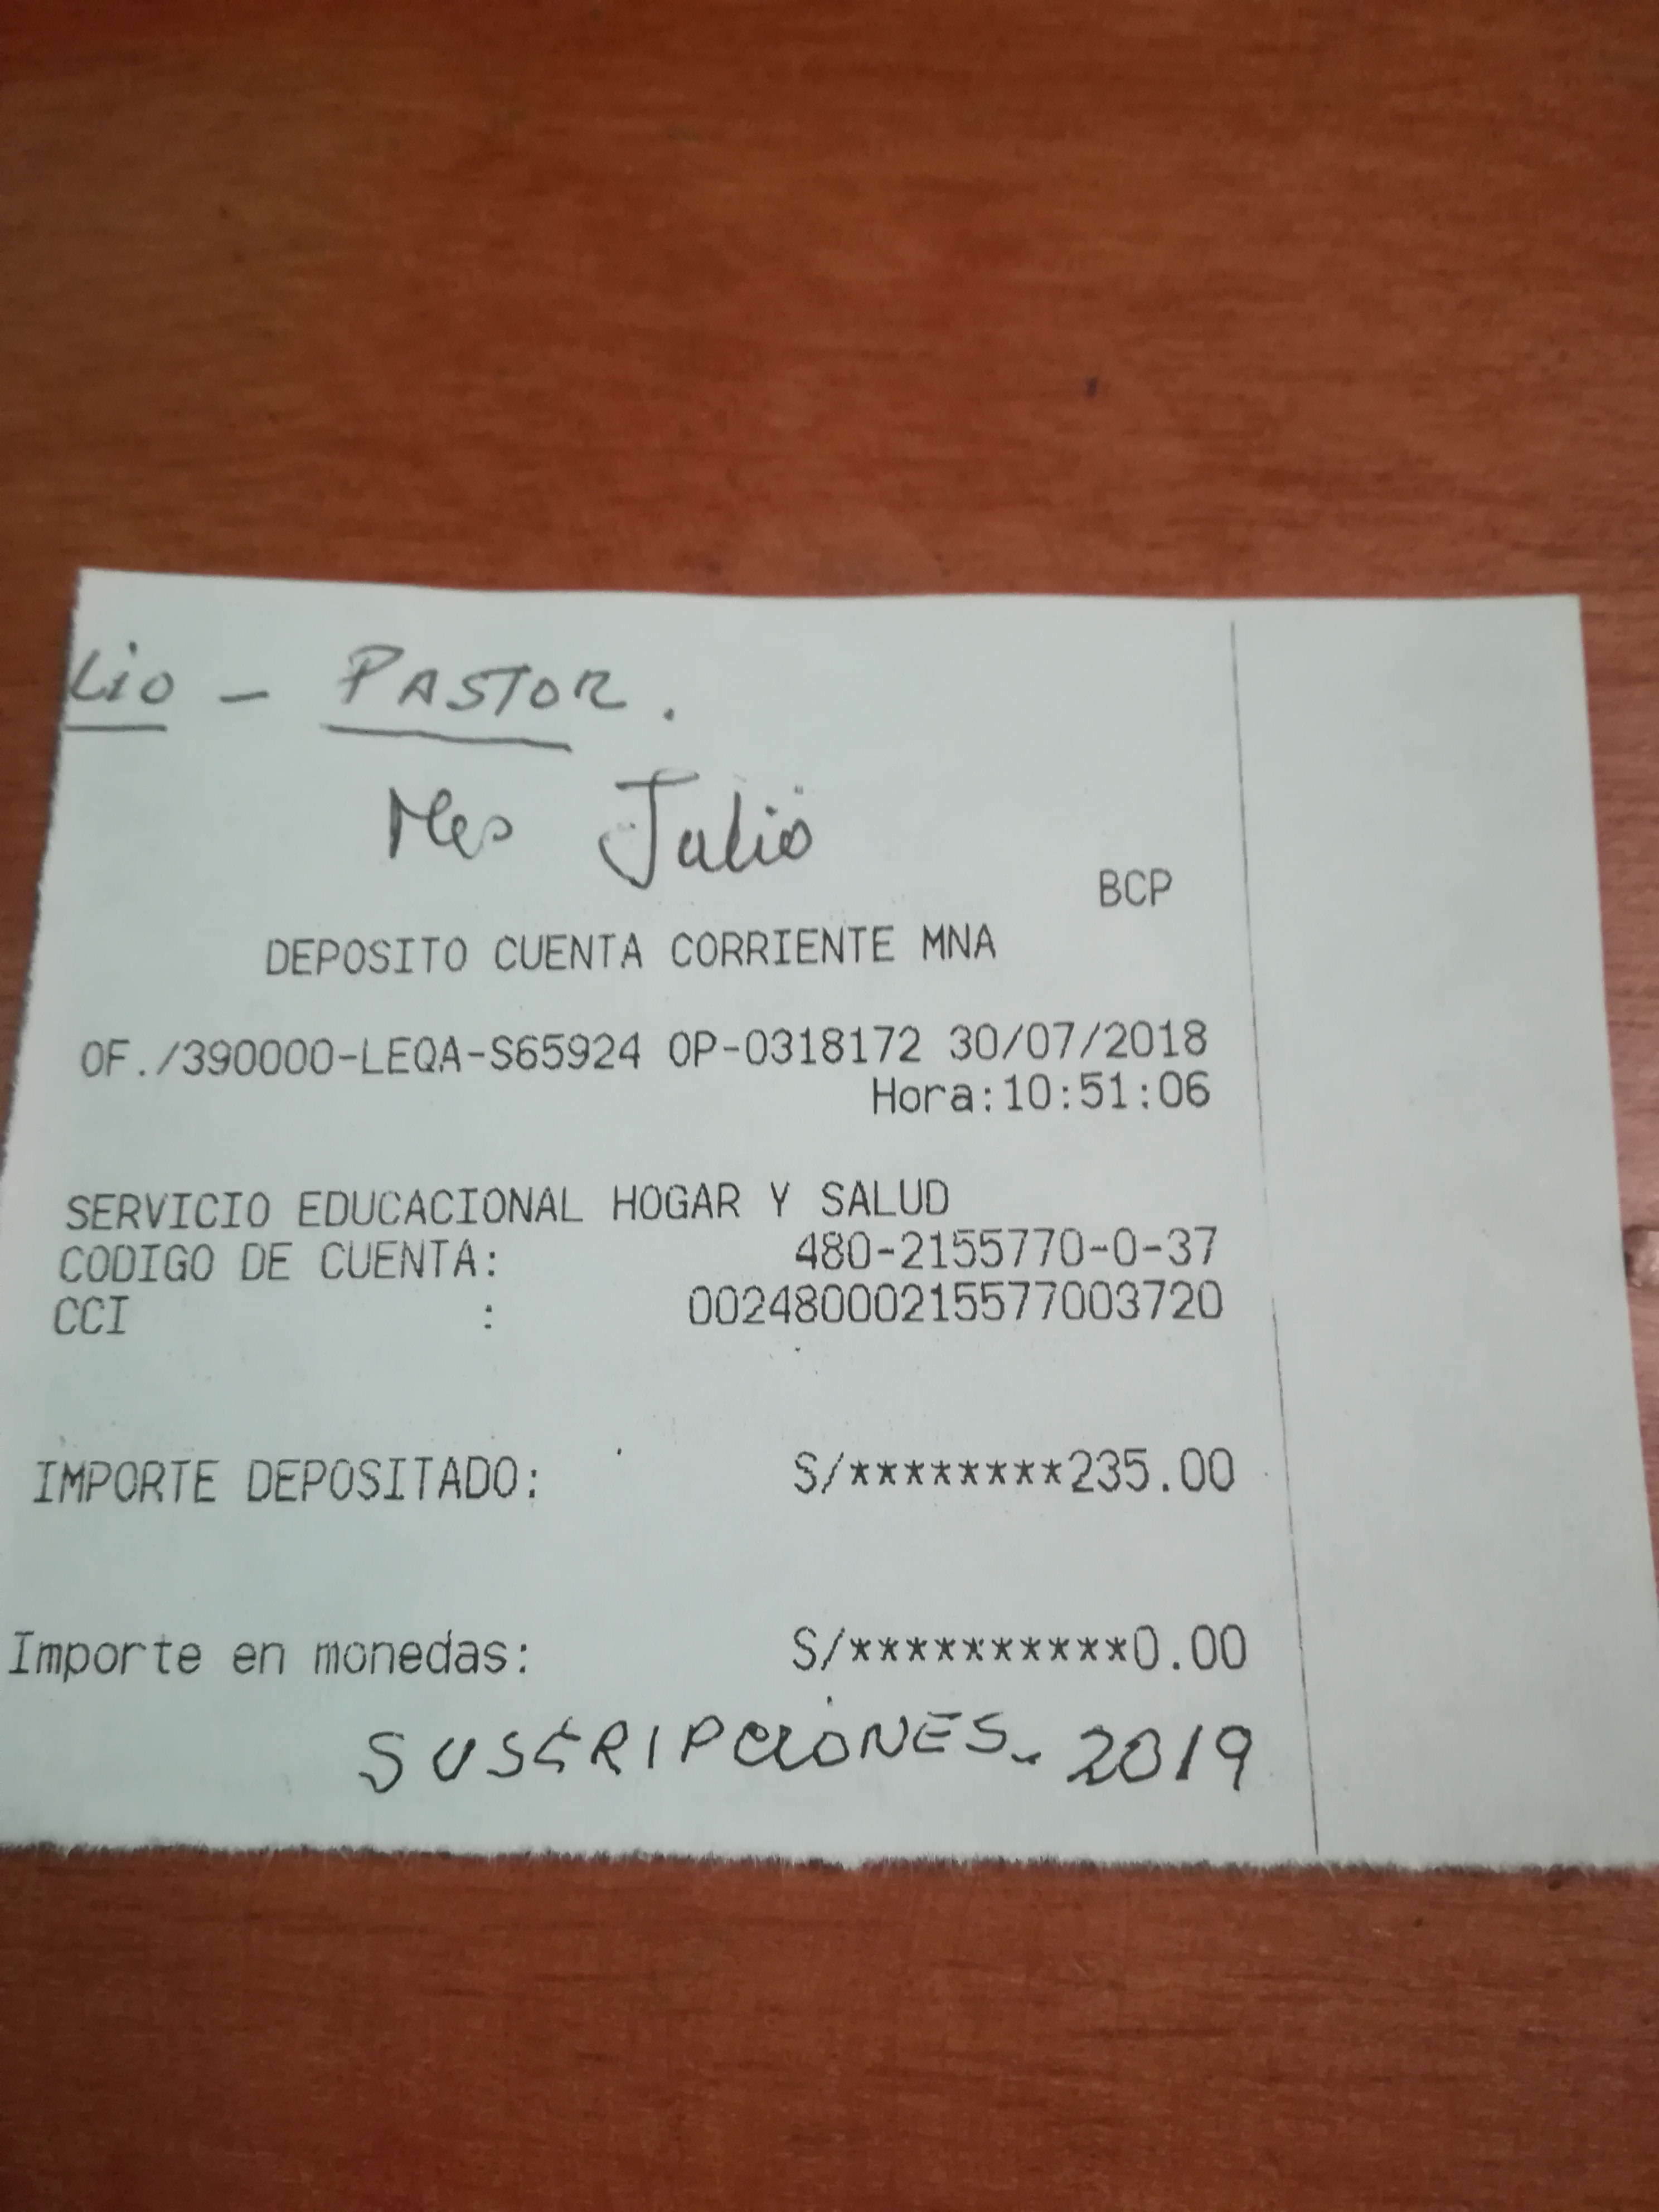 Lio - PASTOR.
Mes Julio
BCP
DEPOSITO CUENTA CORRIENTE MNA
OF./390000-LEQA-S65924 OP-0318172 30/07/2018
Hora:10:51:06
SERVICIO EDUCACIONAL HOGAR Y SALUD
CODIGO DE CUENTA: 480-2155770-0-37
CCI : 00248000215577003720
IMPORTE DEPOSITADO: S/********235.00
Importe en monedas: S/**********0.00
SUSCRIPCIONES. 2019